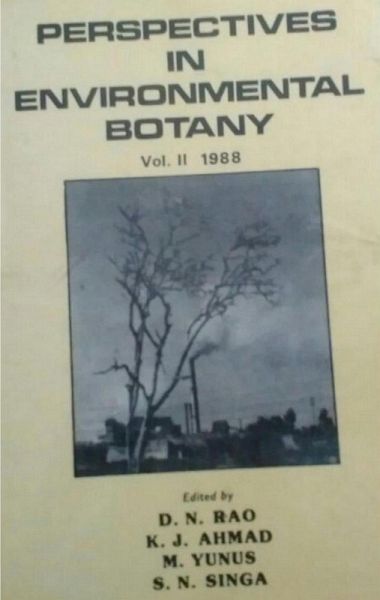 PERSPECTIVES
IN
ENVIRONMENTAL
BOTANY
Vol. II 1988
Edited by
D. N. RAO
K. J. AHMAD
M. YUNUS
S. N. SINGA